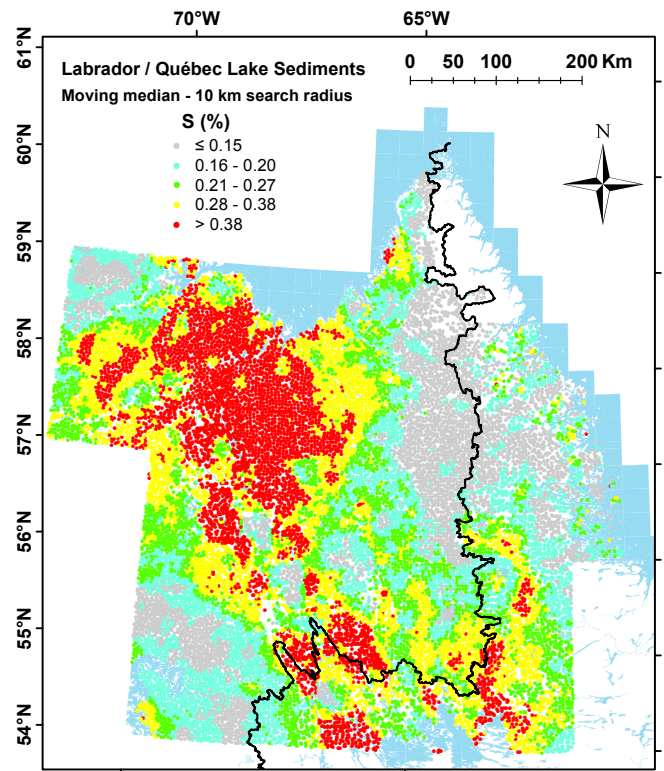 70°W 65°W
Labrador / Québec Lake Sediments
Moving median - 10 km search radius
S (%)
≤ 0.15
0.16 - 0.20
0.21 - 0.27
0.28 - 0.38
> 0.38
0 50 100 200 Km
N
61°N
60°N
59°N
58°N
57°N
56°N
55°N
54°N